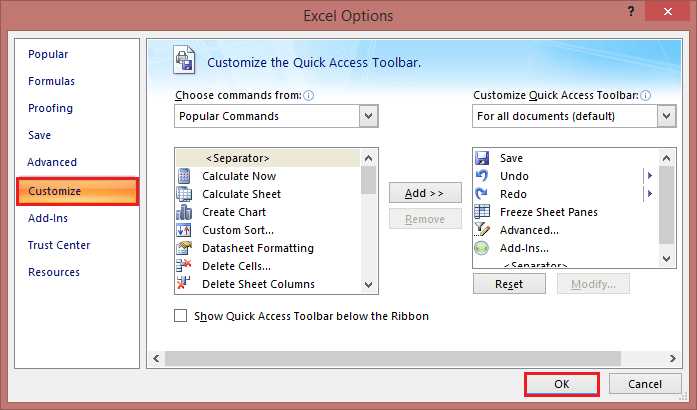 Excel Options
?
Popular
Formulas
Proofing
Save
Advanced
Customize
Add-Ins
Trust Center
Resources
Customize the Quick Access Toolbar.
Choose commands from:
Popular Commands
<Separator>
Calculate Now
Calculate Sheet
Create Chart
Custom Sort...
Datasheet Formatting
Delete Cells...
Delete Sheet Columns
Add >>
Remove
Customize Quick Access Toolbar:
For all documents (default)
Save
Undo
Redo
Freeze Sheet Panes
Advanced...
Add-Ins...
<Separator>
Reset
Modify...
Show Quick Access Toolbar below the Ribbon
OK
Cancel